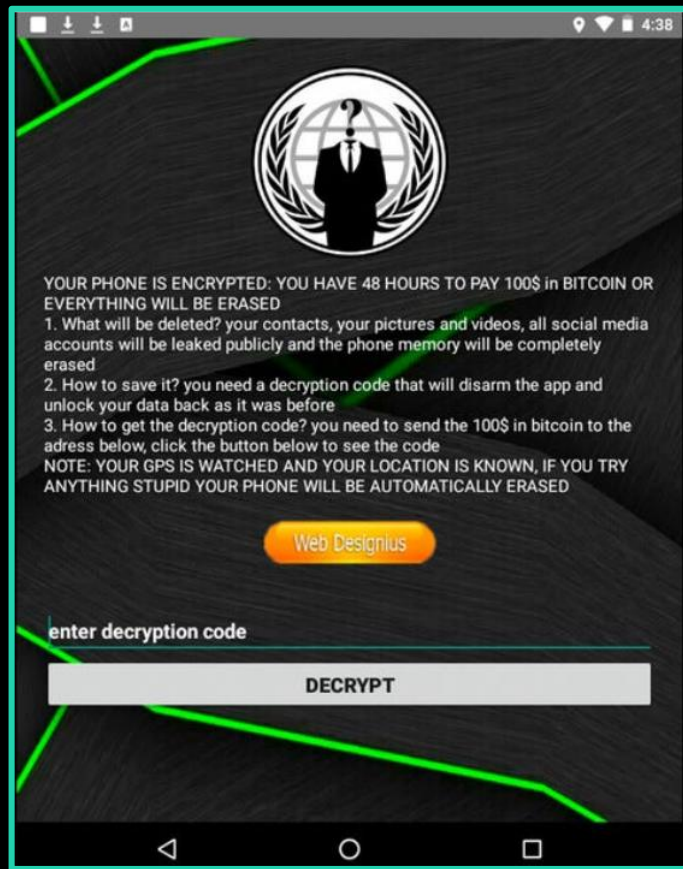 4:38
YOUR PHONE IS ENCRYPTED: YOU HAVE 48 HOURS TO PAY 100$ in BITCOIN OR
EVERYTHING WILL BE ERASED
1. What will be deleted? your contacts, your pictures and videos, all social media
accounts will be leaked publicly and the phone memory will be completely
erased
2. How to save it? you need a decryption code that will disarm the app and
unlock your data back as it was before
3. How to get the decryption code? you need to send the 100$ in bitcoin to the
adress below, click the button below to see the code
NOTE: YOUR GPS IS WATCHED AND YOUR LOCATION IS KNOWN, IF YOU TRY
ANYTHING STUPID YOUR PHONE WILL BE AUTOMATICALLY ERASED
Web Designius
enter decryption code
DECRYPT